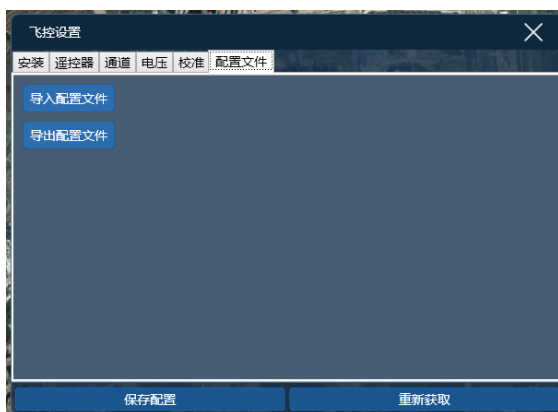 飞控设置
安装 遥控器 通道 电压 校准 配置文件
导入配置文件
导出配置文件
保存配置 重新获取